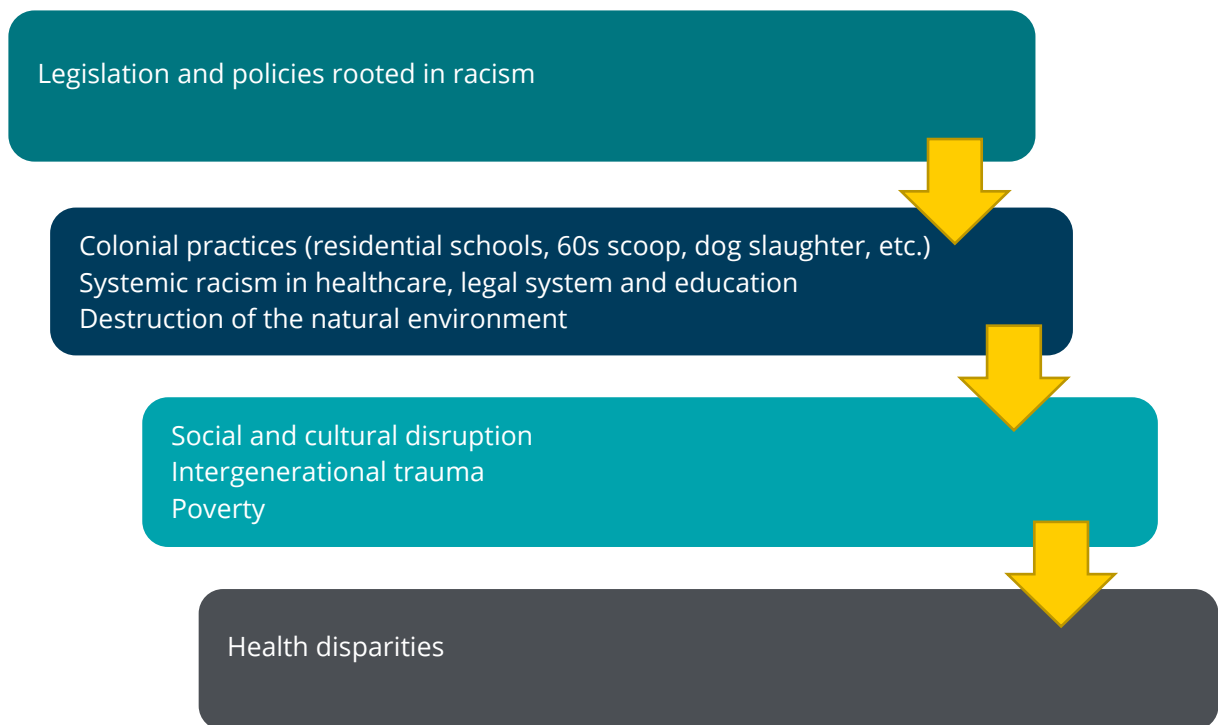 Legislation and policies rooted in racism
Colonial practices (residential schools, 60s scoop, dog slaughter, etc.)
Systemic racism in healthcare, legal system and education
Destruction of the natural environment
Social and cultural disruption
Intergenerational trauma
Poverty
Health disparities